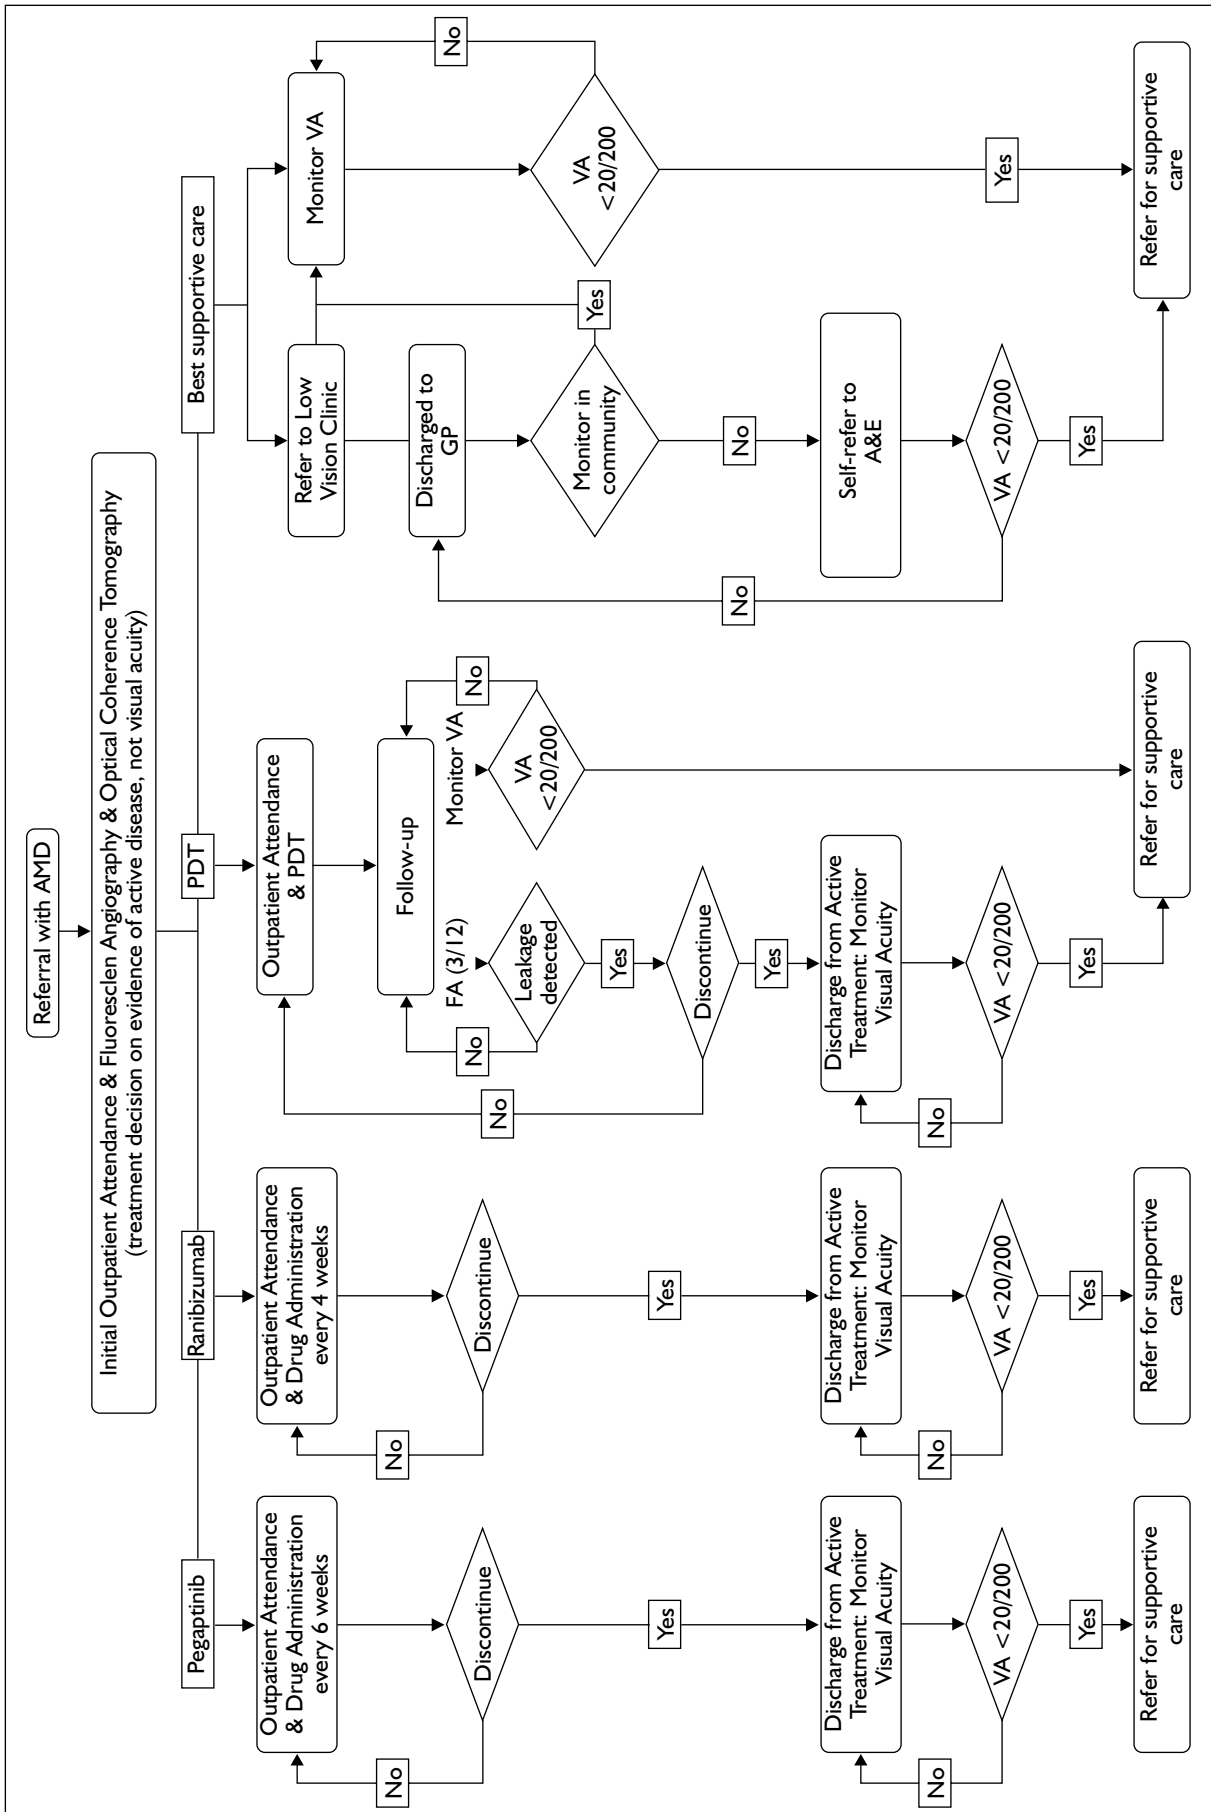 Referral with AMD
Initial Outpatient Attendance & Fluoresclen Angiography & Optical Coherence Tomography
(treatment decision on evidence of active disease, not visual acuity)
Pegaptinib
Ranibizumab
PDT
Best supportive care
Outpatient Attendance
& Drug Administration
every 6 weeks
Discontinue
No
Yes
Discharge from Active
Treatment: Monitor
Visual Acuity
VA <20/200
No
Yes
Refer for supportive
care
Outpatient Attendance
& Drug Administration
every 4 weeks
Discontinue
No
Yes
Discharge from Active
Treatment: Monitor
Visual Acuity
VA <20/200
No
Yes
Refer for supportive
care
Outpatient Attendance
& PDT
Follow-up
FA (3/12)
Monitor VA
Leakage
detected
No
Yes
VA
<20/200
No
Discontinue
No
Yes
Discharge from Active
Treatment: Monitor
Visual Acuity
VA <20/200
No
Yes
Refer for supportive
care
Refer to Low
Vision Clinic
Monitor VA
Discharged to
GP
Monitor in
community
Yes
No
VA
<20/200
No
Yes
Self-refer to
A&E
VA <20/200
No
Yes
Refer for supportive
care